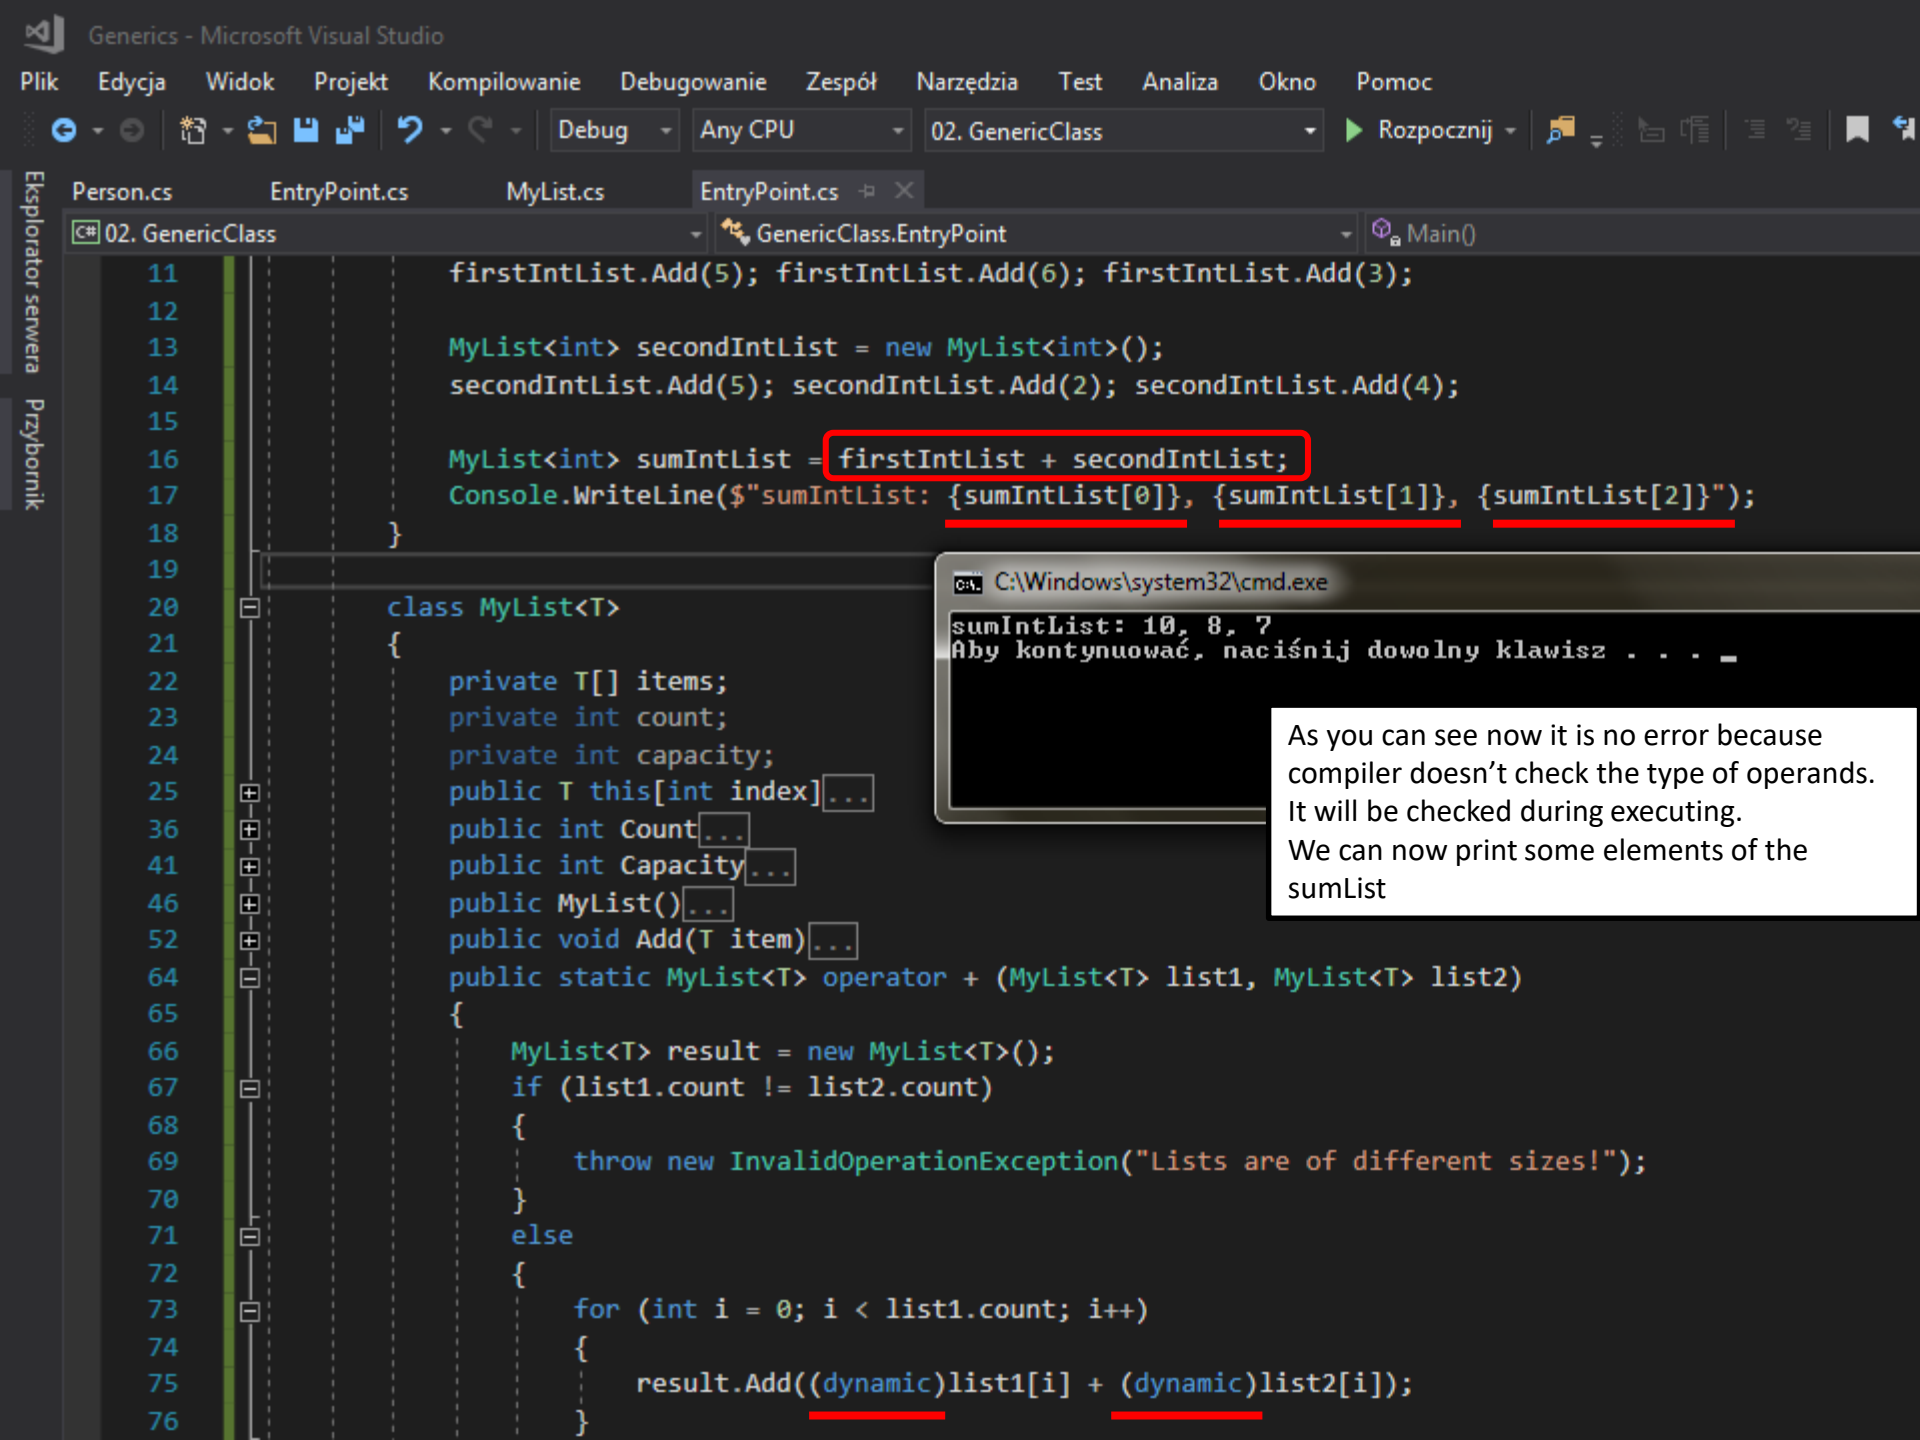 Generics - Microsoft Visual Studio
Plik Edycja Widok Projekt Kompilowanie Debugowanie Zespół Narzędzia Test Analiza Okno Pomoc
Debug Any CPU 02. GenericClass Rozpocznij
Eksplorator serwera
Przybornik
Person.cs EntryPoint.cs MyList.cs EntryPoint.cs
C# 02. GenericClass GenericClass.EntryPoint Main()
11 firstIntList.Add(5); firstIntList.Add(6); firstIntList.Add(3);
12
13 MyList<int> secondIntList = new MyList<int>();
14 secondIntList.Add(5); secondIntList.Add(2); secondIntList.Add(4);
15
16 MyList<int> sumIntList = firstIntList + secondIntList;
17 Console.WriteLine($"sumIntList: {sumIntList[0]}, {sumIntList[1]}, {sumIntList[2]}");
18 }
19
20 class MyList<T>
21 {
22 private T[] items;
23 private int count;
24 private int capacity;
25 public T this[int index]...
36 public int Count...
41 public int Capacity...
46 public MyList()...
52 public void Add(T item)...
64 public static MyList<T> operator + (MyList<T> list1, MyList<T> list2)
65 {
66 MyList<T> result = new MyList<T>();
67 if (list1.count != list2.count)
68 {
69 throw new InvalidOperationException("Lists are of different sizes!");
70 }
71 else
72 {
73 for (int i = 0; i < list1.count; i++)
74 {
75 result.Add((dynamic)list1[i] + (dynamic)list2[i]);
76 }
C:\Windows\system32\cmd.exe
sumIntList: 10, 8, 7
Aby kontynuować, naciśnij dowolny klawisz . . . _
As you can see now it is no error because
compiler doesn't check the type of operands.
It will be checked during executing.
We can now print some elements of the
sumList